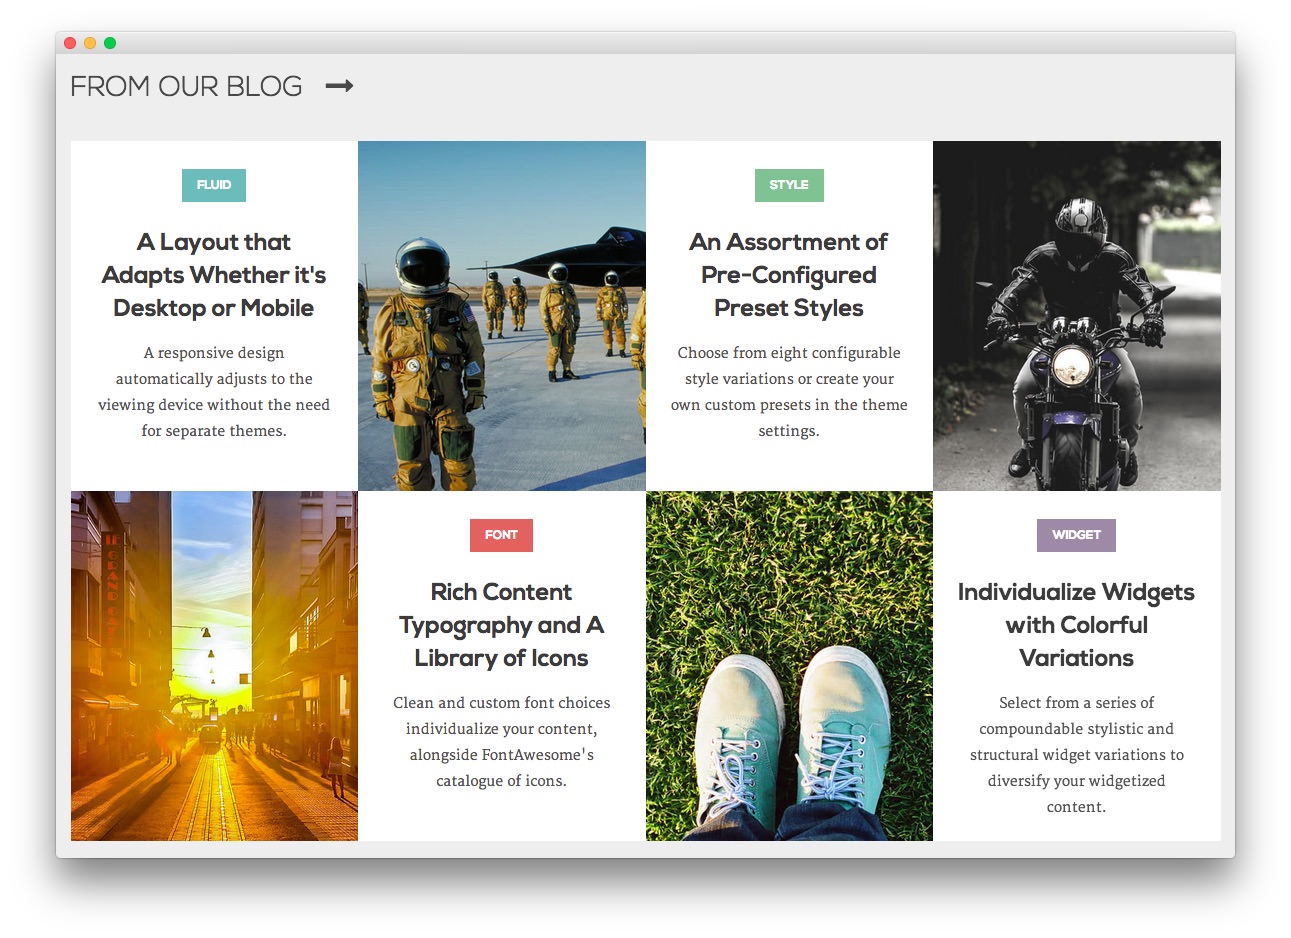 FROM OUR BLOG
FLUID
A Layout that
Adapts Whether it's
Desktop or Mobile
A responsive design
automatically adjusts to the
viewing device without the need
for separate themes.
STYLE
An Assortment of
Pre-Configured
Preset Styles
Choose from eight configurable
style variations or create your
own custom presets in the theme
settings.
FONT
Rich Content
Typography and A
Library of Icons
Clean and custom font choices
individualize your content,
alongside FontAwesome's
catalogue of icons.
WIDGET
Individualize Widgets
with Colorful
Variations
Select from a series of
compoundable stylistic and
structural widget variations to
diversify your widgetized
content.